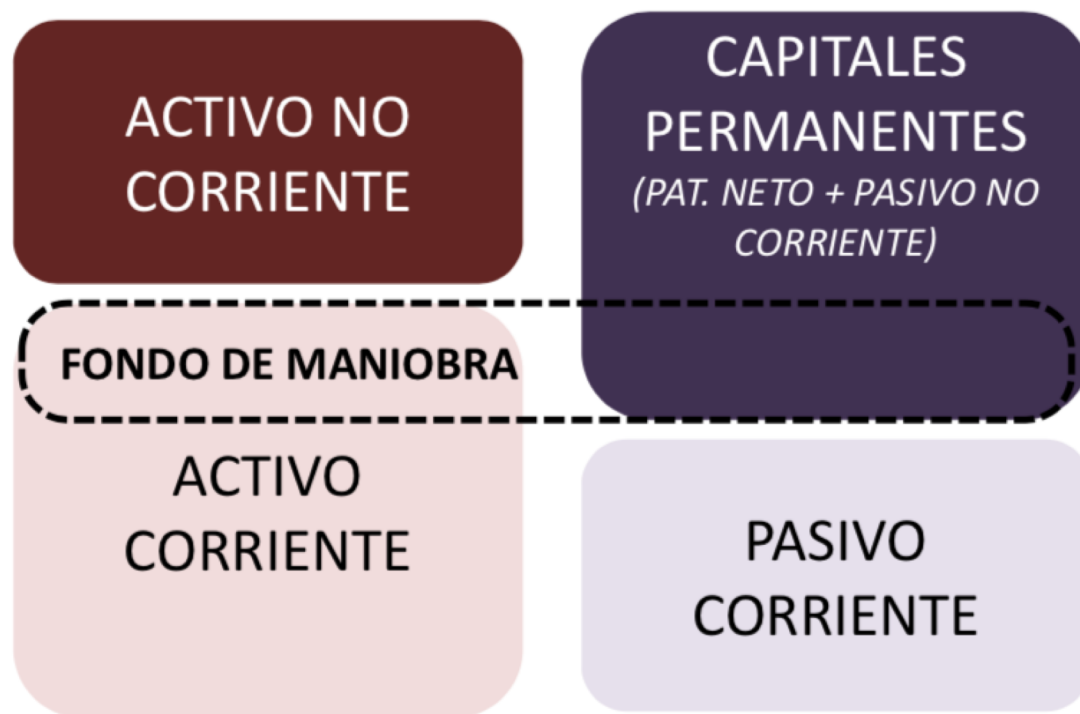 ACTIVO NO
CORRIENTE
CAPITALES
PERMANENTES
(PAT. NETO + PASIVO NO
CORRIENTE)
FONDO DE MANIOBRA
ACTIVO
CORRIENTE
PASIVO
CORRIENTE